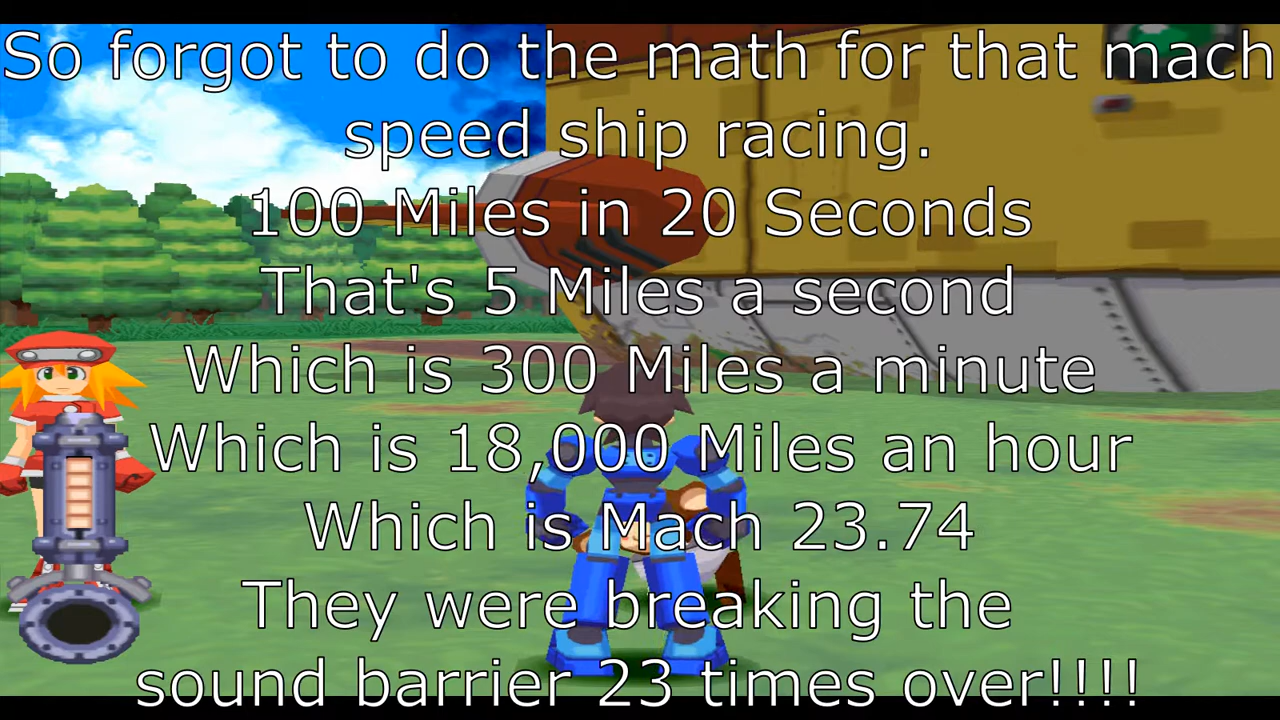 So forgot to do the math for that mach
speed ship racing.
100 Miles in 20 Seconds
That's 5 Miles a second
Which is 300 Miles a minute
Which is 18,000 Miles an hour
Which is Mach 23.74
They were breaking the
sound barrier 23 times over!!!!